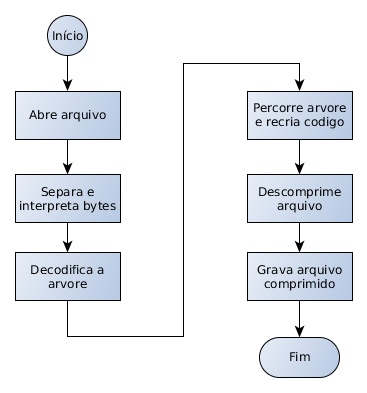 Início
Abre arquivo
Separa e
interpreta bytes
Decodifica a
arvore
Percorre arvore
e recria codigo
Descomprime
arquivo
Grava arquivo
comprimido
Fim